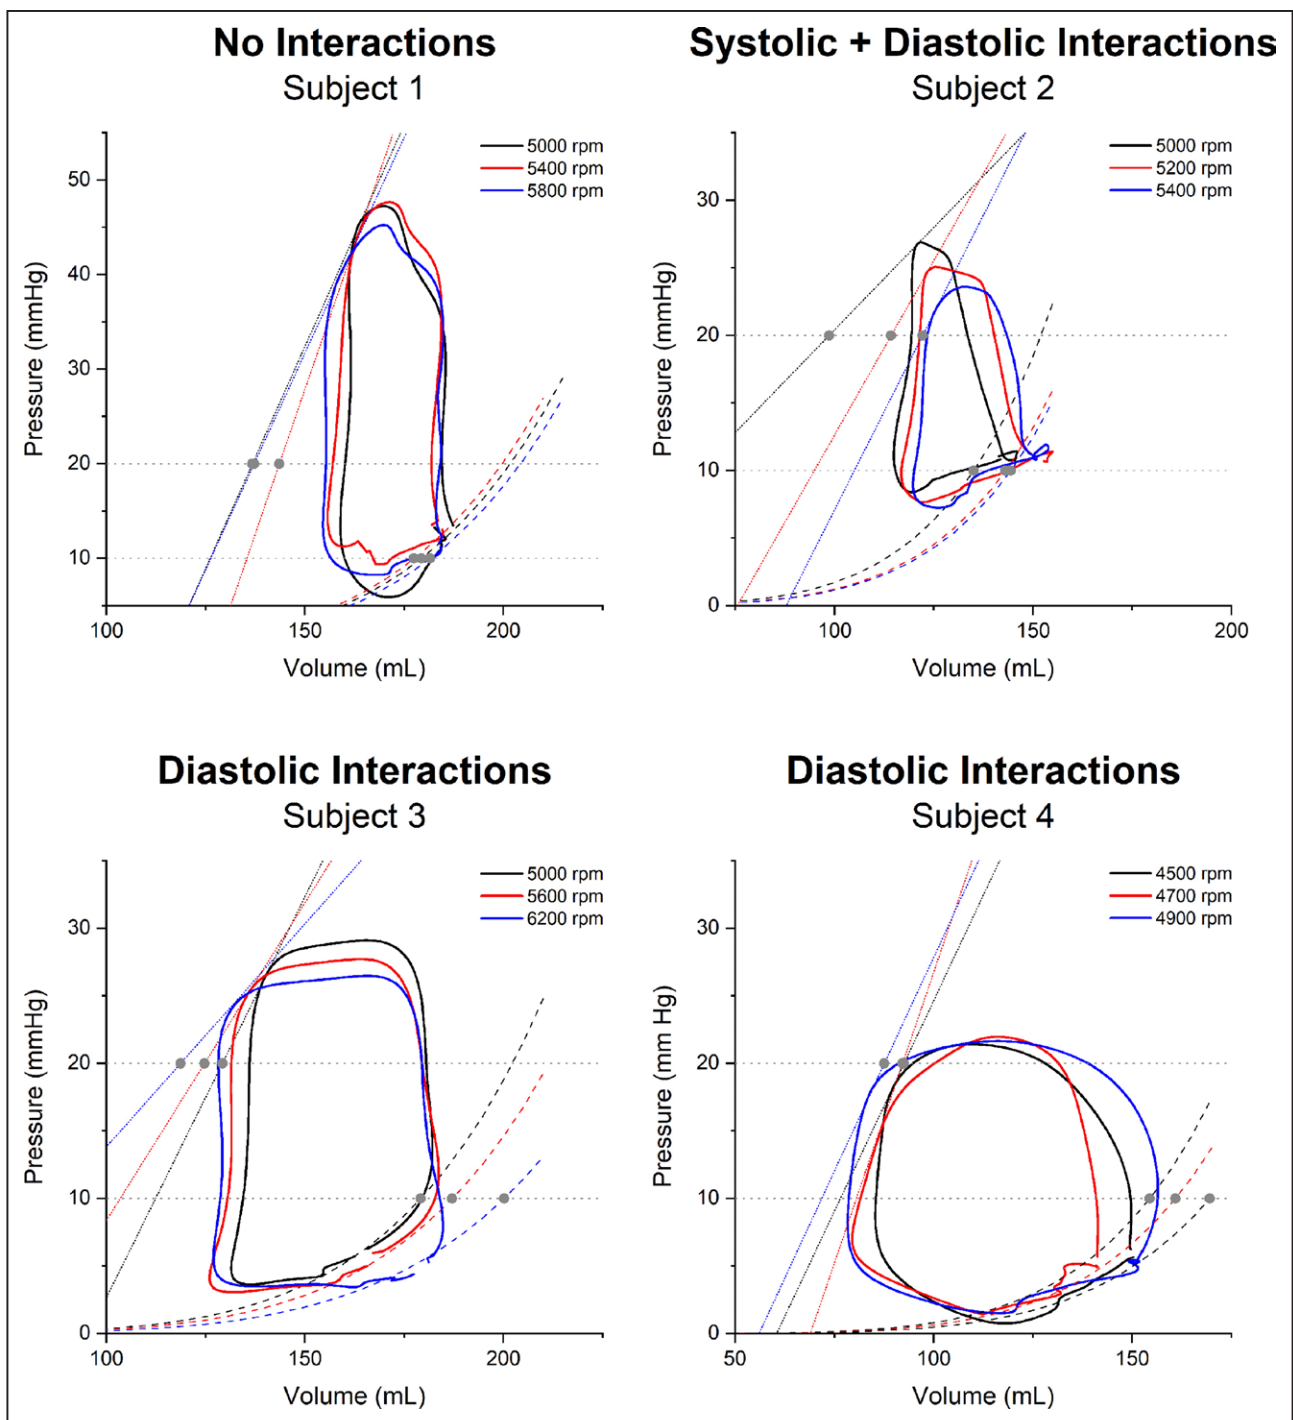 No Interactions
Subject 1
5000 rpm
5400 rpm
5800 rpm
50
40
30
20
10
Pressure (mmHg)
100
150
200
Volume (mL)
Systolic + Diastolic Interactions
Subject 2
5000 rpm
5200 rpm
5400 rpm
30
20
10
0
Pressure (mmHg)
100
150
200
Volume (mL)
Diastolic Interactions
Subject 3
5000 rpm
5600 rpm
6200 rpm
30
20
10
0
Pressure (mmHg)
100
150
200
Volume (mL)
Diastolic Interactions
Subject 4
4500 rpm
4700 rpm
4900 rpm
30
20
10
0
Pressure (mm Hg)
50
100
150
Volume (mL)